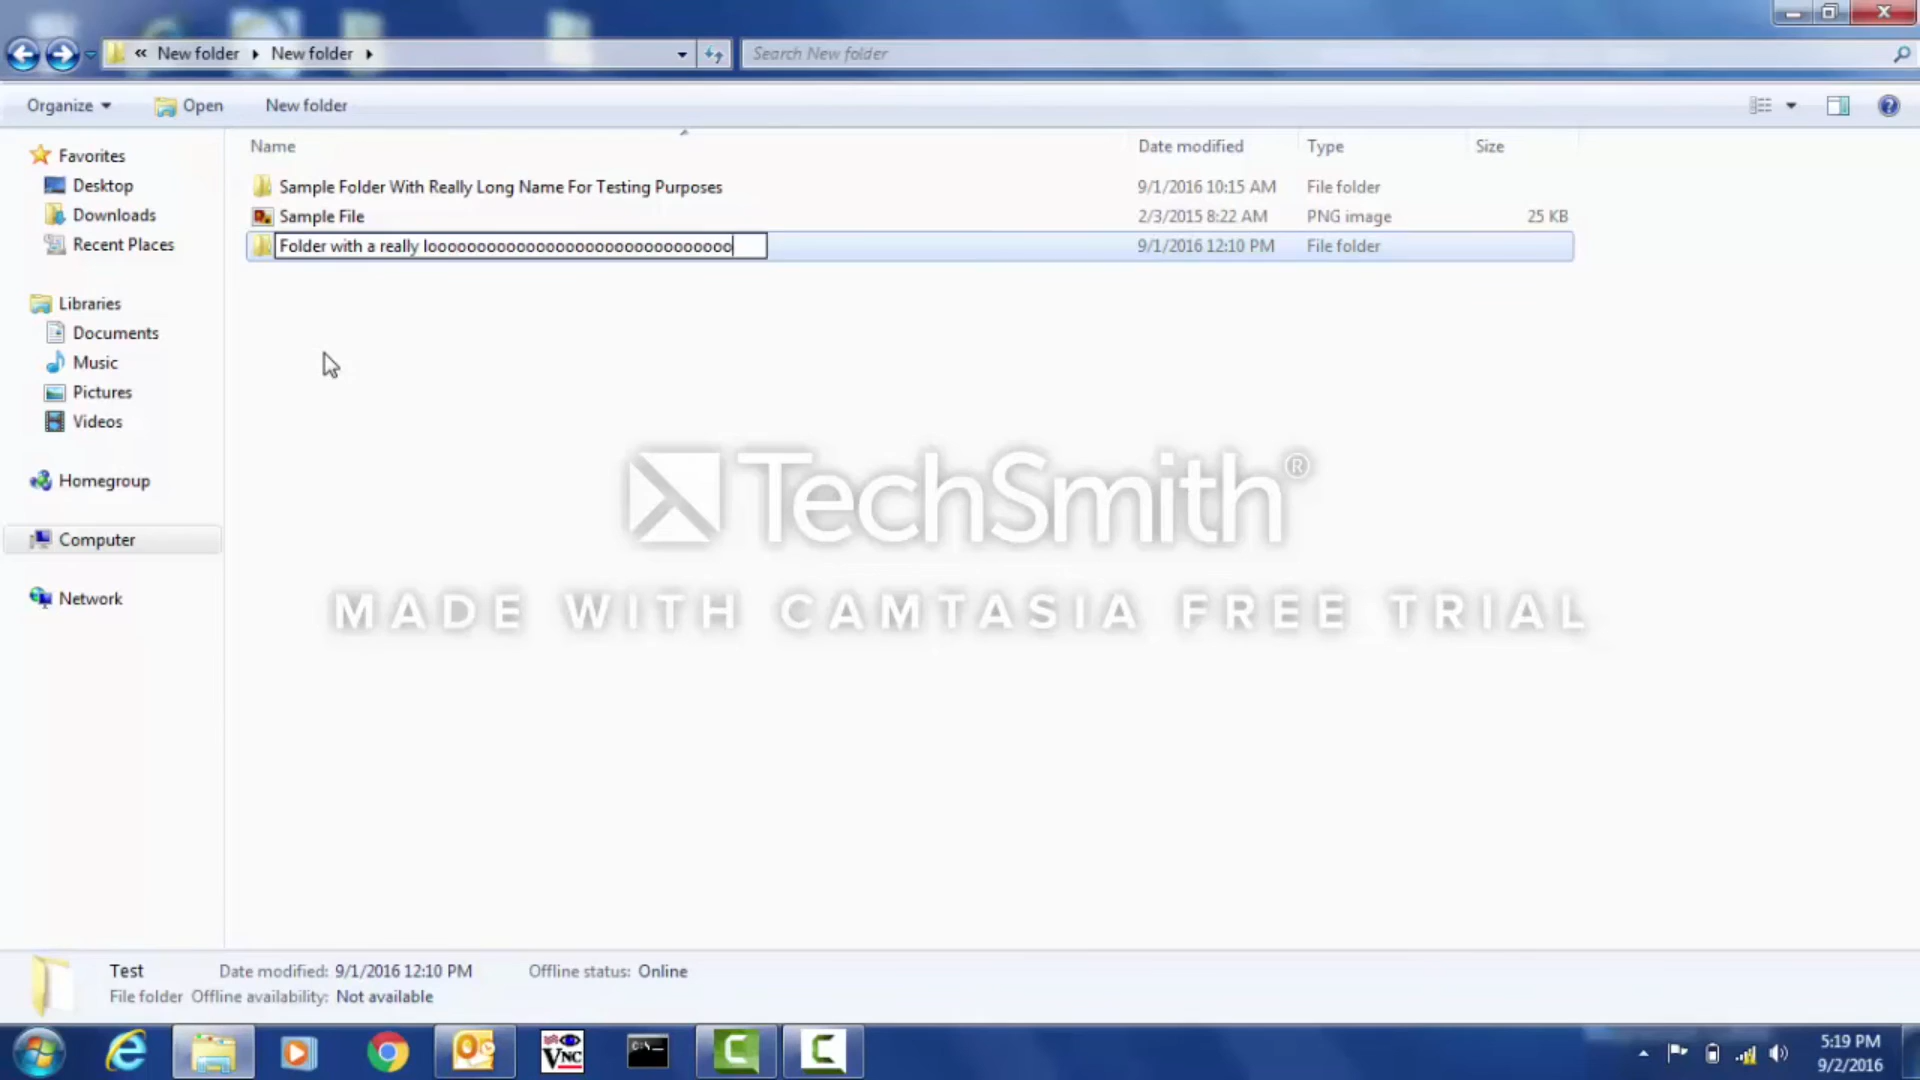 « New folder New folder
Search New folder
Organize Open New folder
Name Date modified Type Size
Favorites
Desktop
Downloads
Recent Places
Libraries
Documents
Music
Pictures
Videos
Homegroup
Computer
Network
Sample Folder With Really Long Name For Testing Purposes 9/1/2016 10:15 AM File folder
Sample File 2/3/2015 8:22 AM PNG image 25 KB
Folder with a really looooooooooooooooooooooooooooooo 9/1/2016 12:10 PM File folder
TechSmith®
MADE WITH CAMTASIA FREE TRIAL
Test Date modified: 9/1/2016 12:10 PM Offline status: Online
File folder Offline availability: Not available
VNC
C:\
5:19 PM
9/2/2016